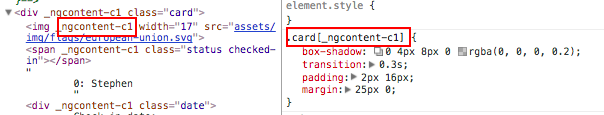 <div _ngcontent-c1 class="card">
<img _ngcontent-c1 width="17" src="assets/
img/flags/european-union.svg">
<span _ngcontent-c1 class="status checked-
in"></span>
"
0: Stephen
"
<div _ngcontent-c1 class="date">
Check-in date:
element.style {
}
.card[_ngcontent-c1] {
box-shadow: 0 4px 8px 0 rgba(0, 0, 0, 0.2);
transition: 0.3s;
padding: 2px 16px;
margin: 25px 0;
}